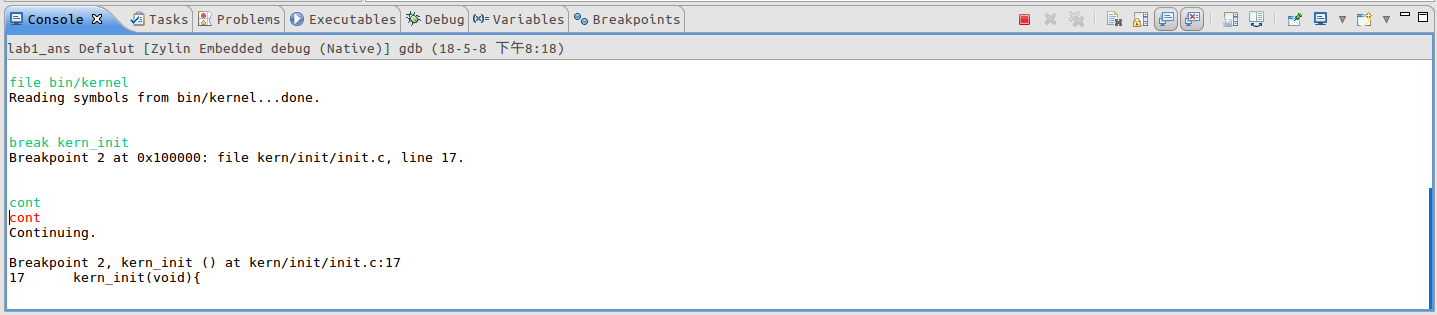 Console Tasks Problems Executables Debug (x)= Variables Breakpoints
lab1_ans Defalut [Zylin Embedded debug (Native)] gdb (18-5-8 下午8:18)
file bin/kernel
Reading symbols from bin/kernel...done.
break kern_init
Breakpoint 2 at 0x100000: file kern/init/init.c, line 17.
cont
cont
Continuing.
Breakpoint 2, kern_init () at kern/init/init.c:17
17      kern_init(void){